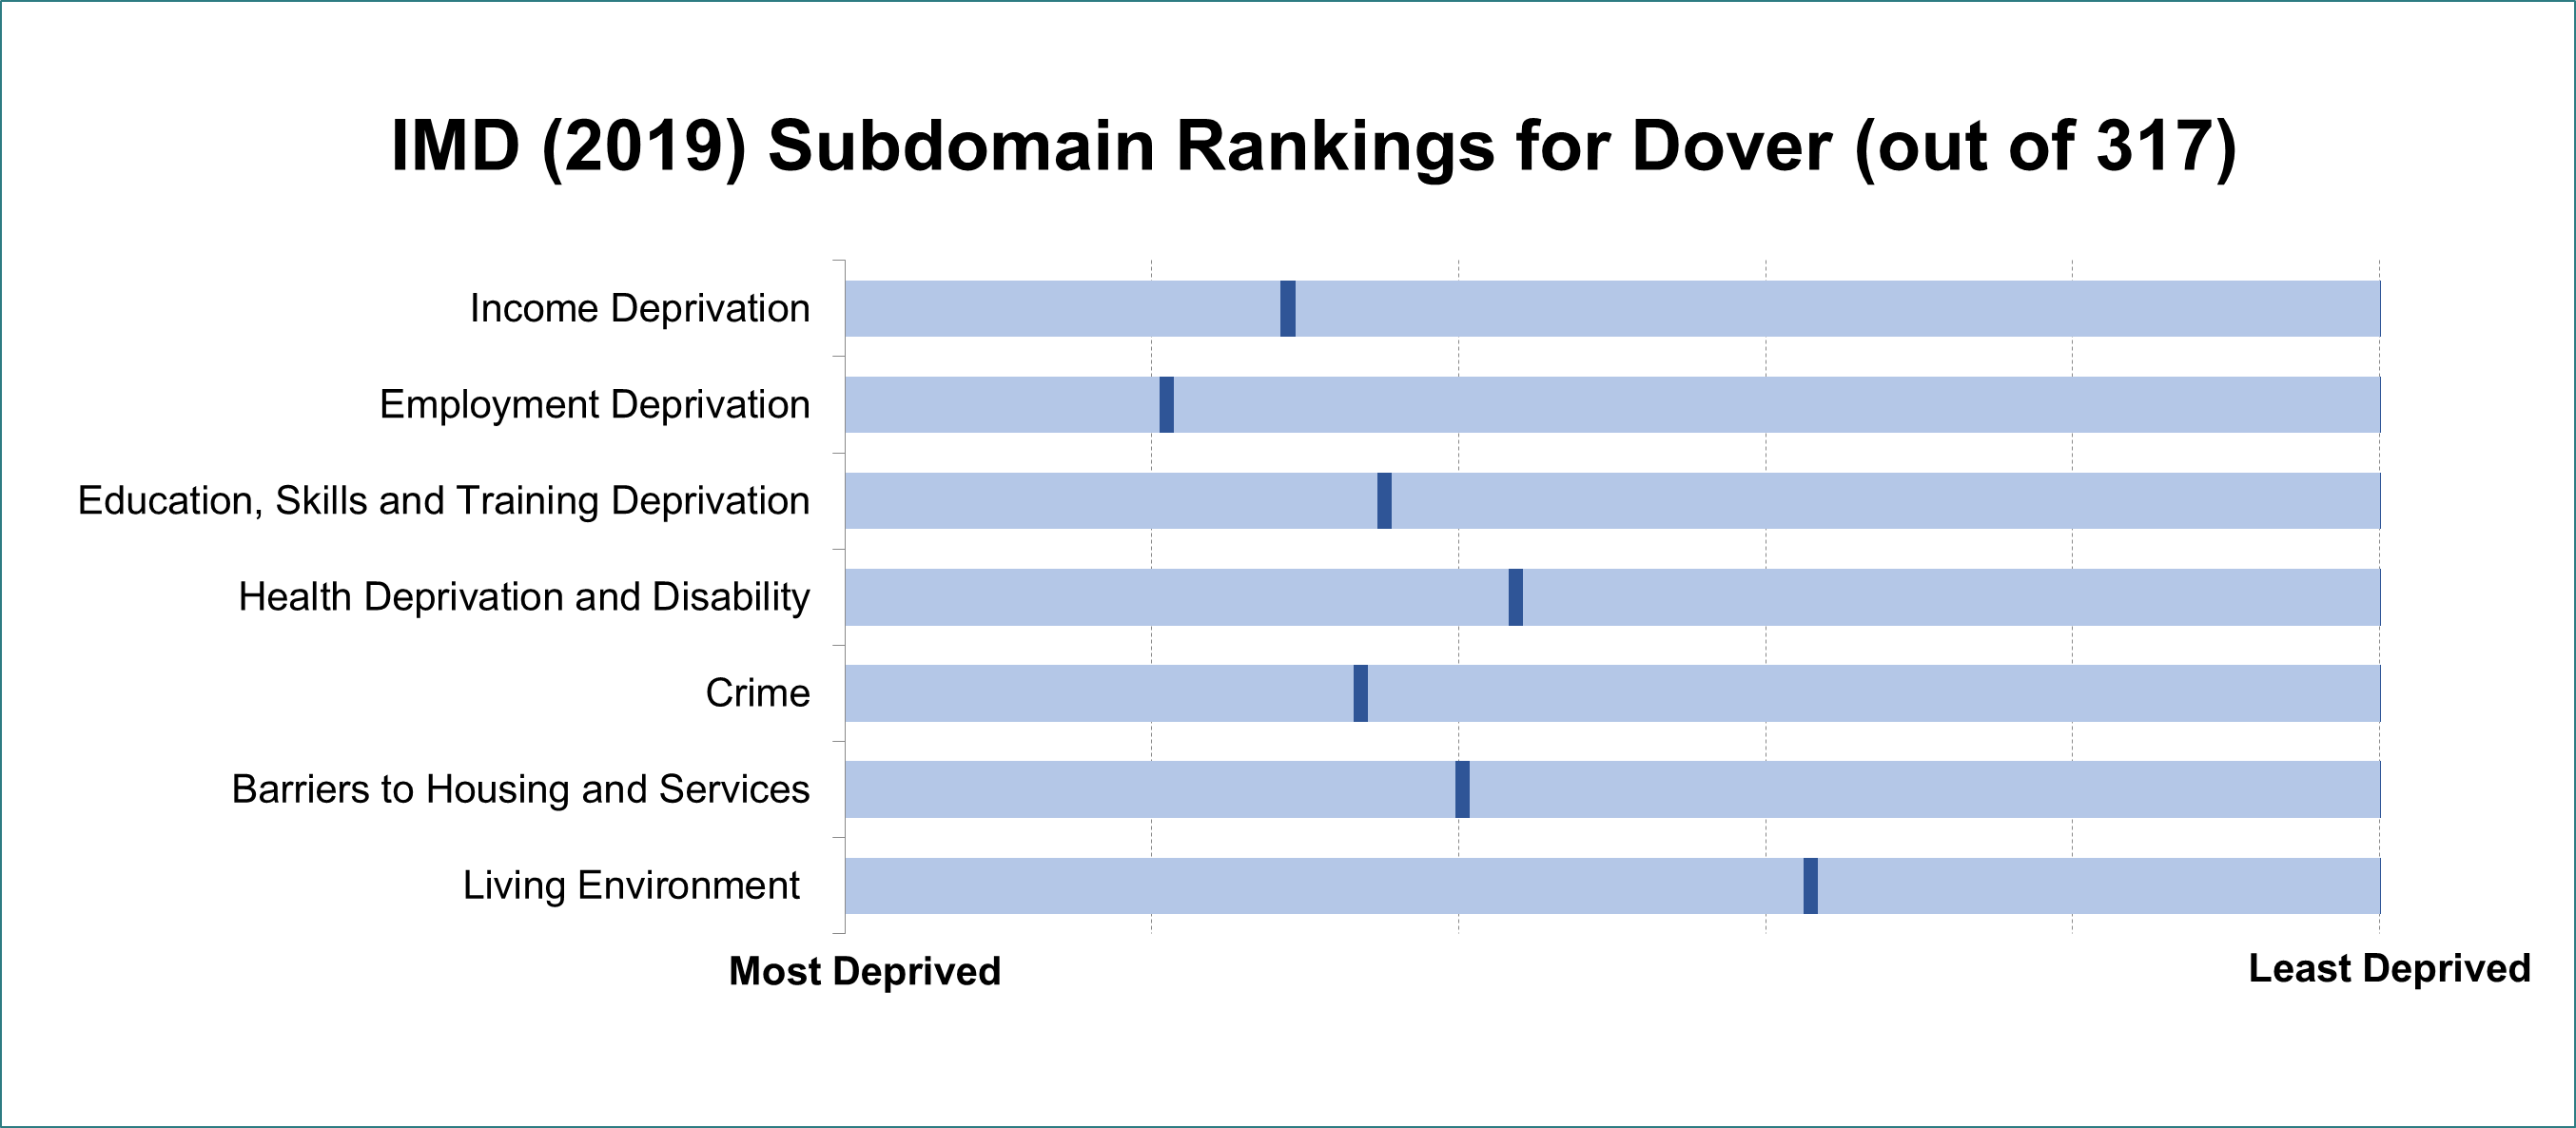 IMD (2019) Subdomain Rankings for Dover (out of 317)
Income Deprivation
Employment Deprivation
Education, Skills and Training Deprivation
Health Deprivation and Disability
Crime
Barriers to Housing and Services
Living Environment
Most Deprived
Least Deprived